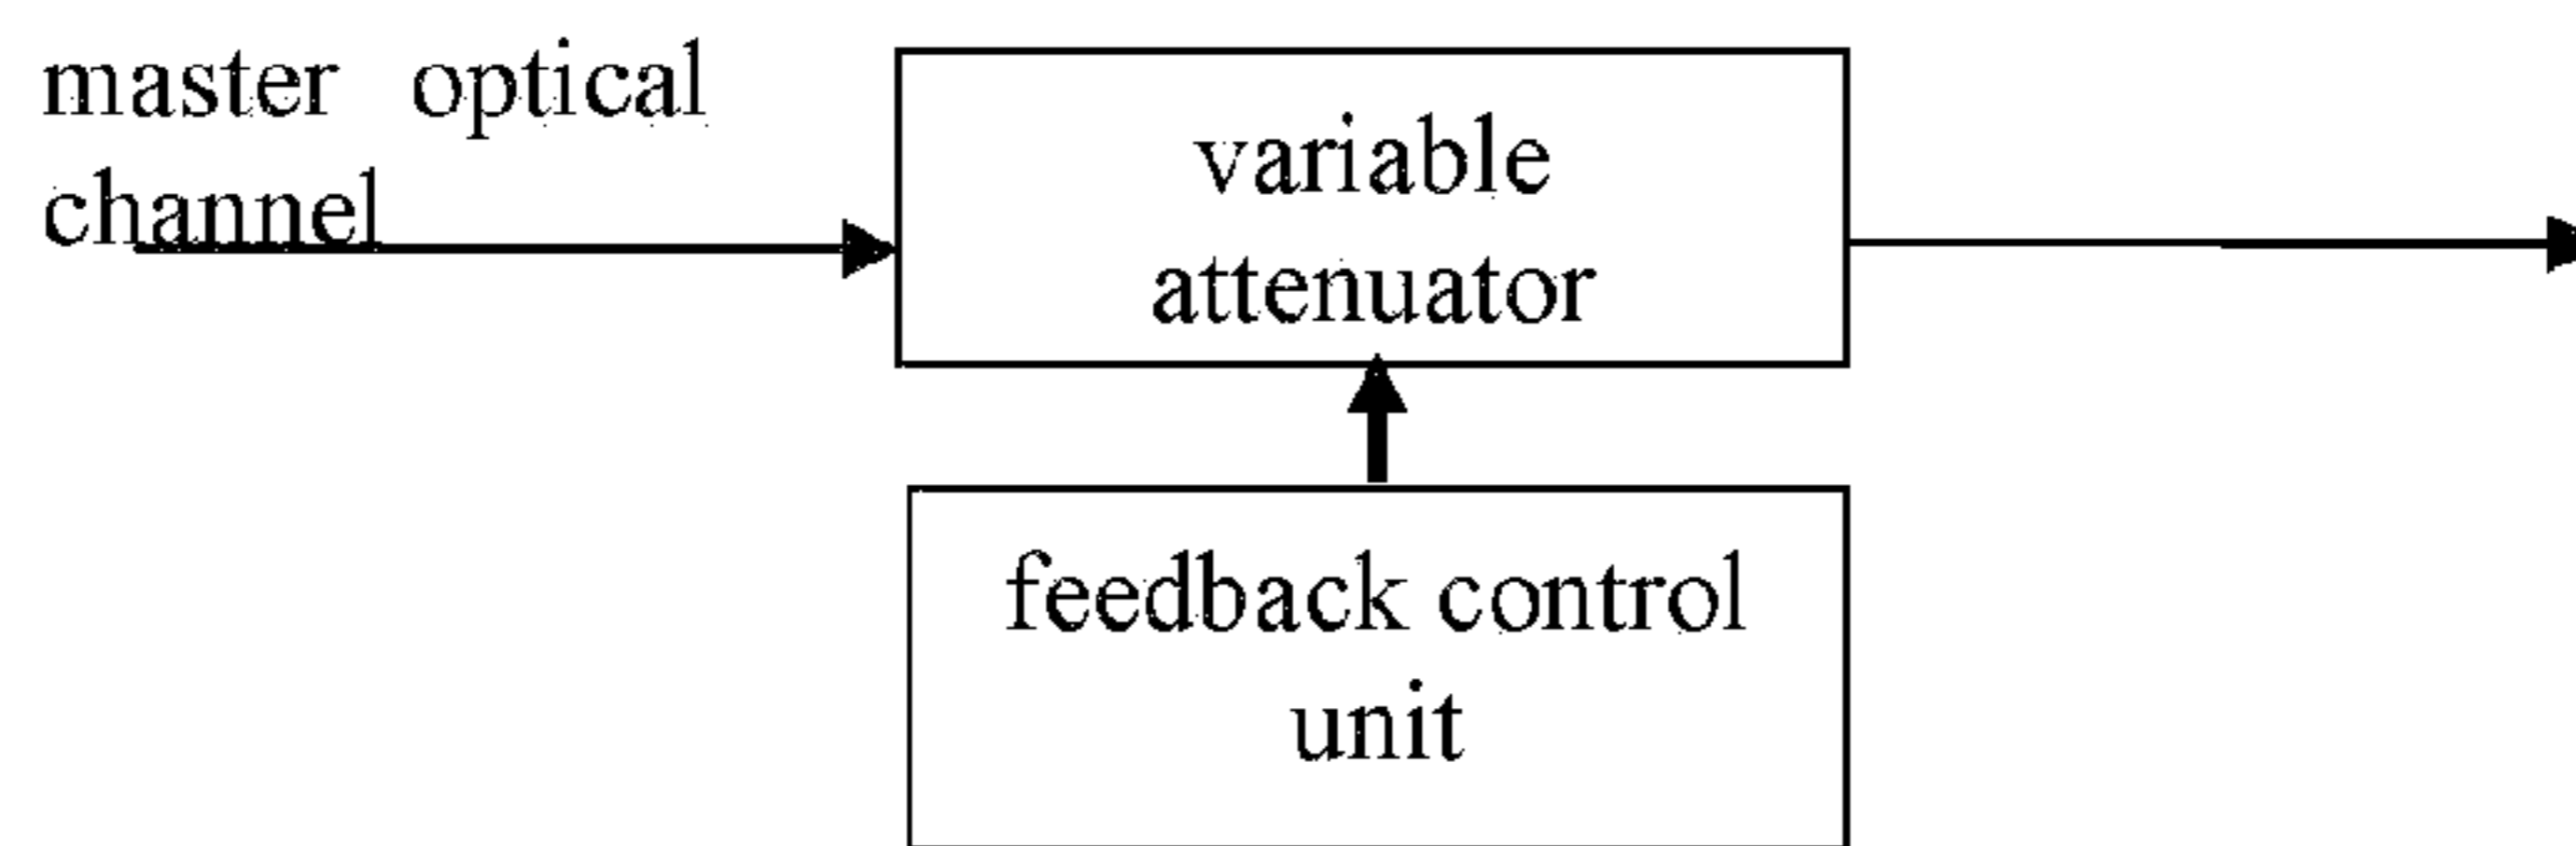 master optical
channel
variable
attenuator
feedback control
unit